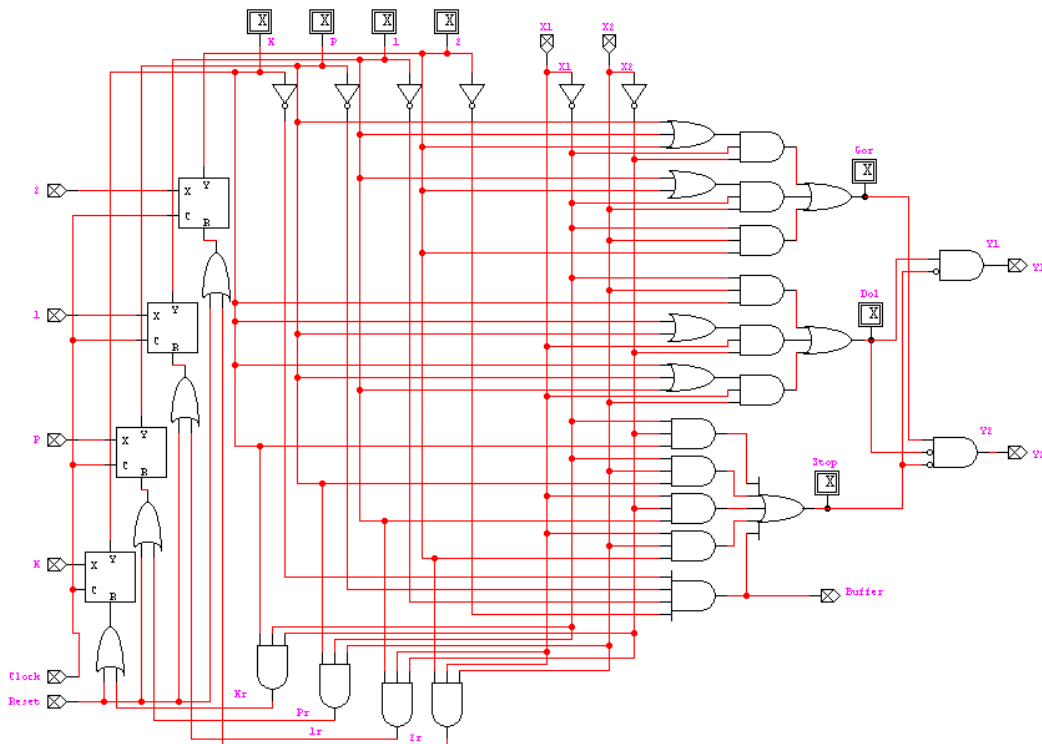 X X X X X1 X2
K P 1 2
X1 X2
Gor
X
2
X Y C R
Y1
Y1
Dol
X
1
X Y C R
P
X Y C R
Y2
Stop
X
K
X Y C R
Buffer
Clock
Reset
Kr
Pr
1r
2r